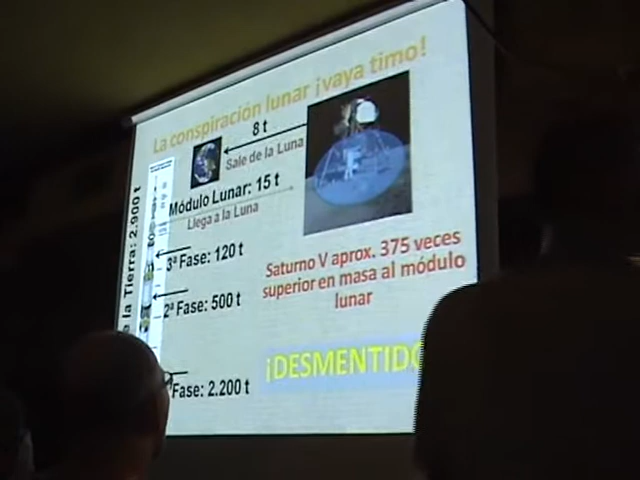 La conspiración lunar ¡vaya timo!
8 t
Sale de la Luna
Módulo Lunar: 15 t
Llega a la Luna
la Tierra: 2.900 t
3ª Fase: 120 t
2ª Fase: 500 t
Fase: 2.200 t
Saturno V aprox. 375 veces
superior en masa al módulo
lunar
¡DESMENTIDO